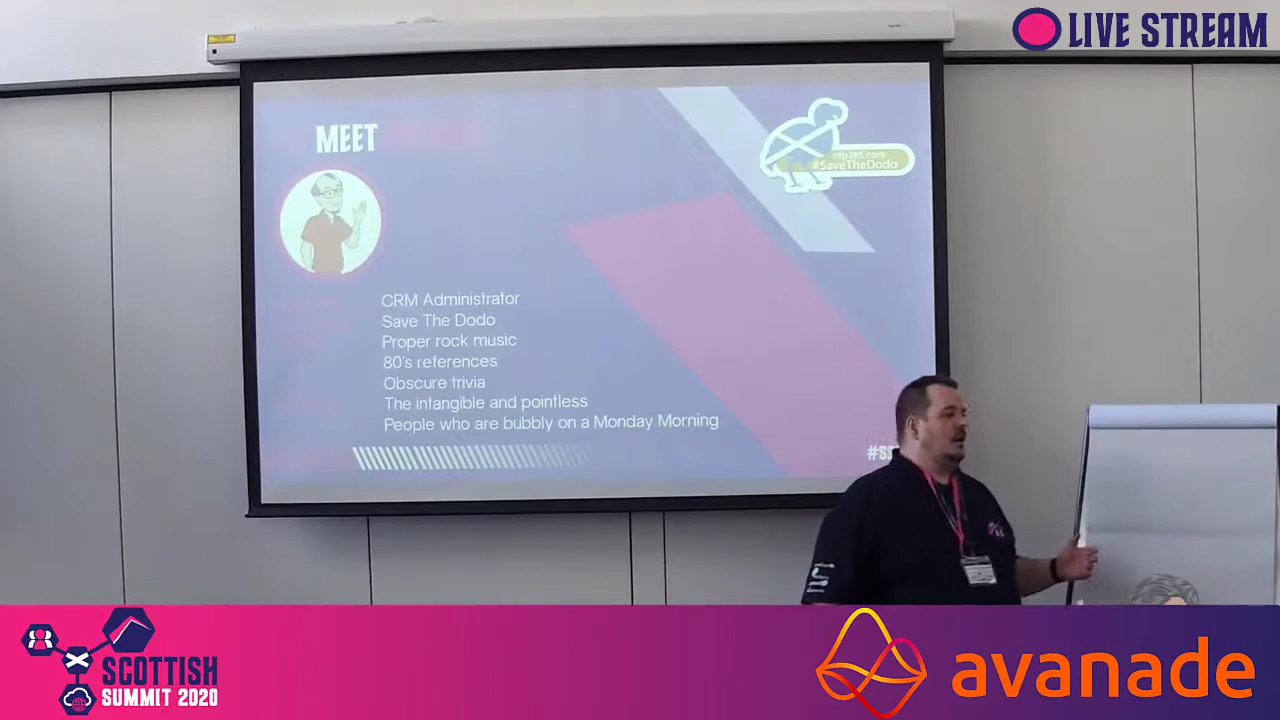 LIVE STREAM
MEET
nfp365.com
#SaveTheDodo
CRM Administrator
Save The Dodo
Proper rock music
80's references
Obscure trivia
The intangible and pointless
People who are bubbly on a Monday Morning
SCOTTISH
SUMMIT 2020
avanade